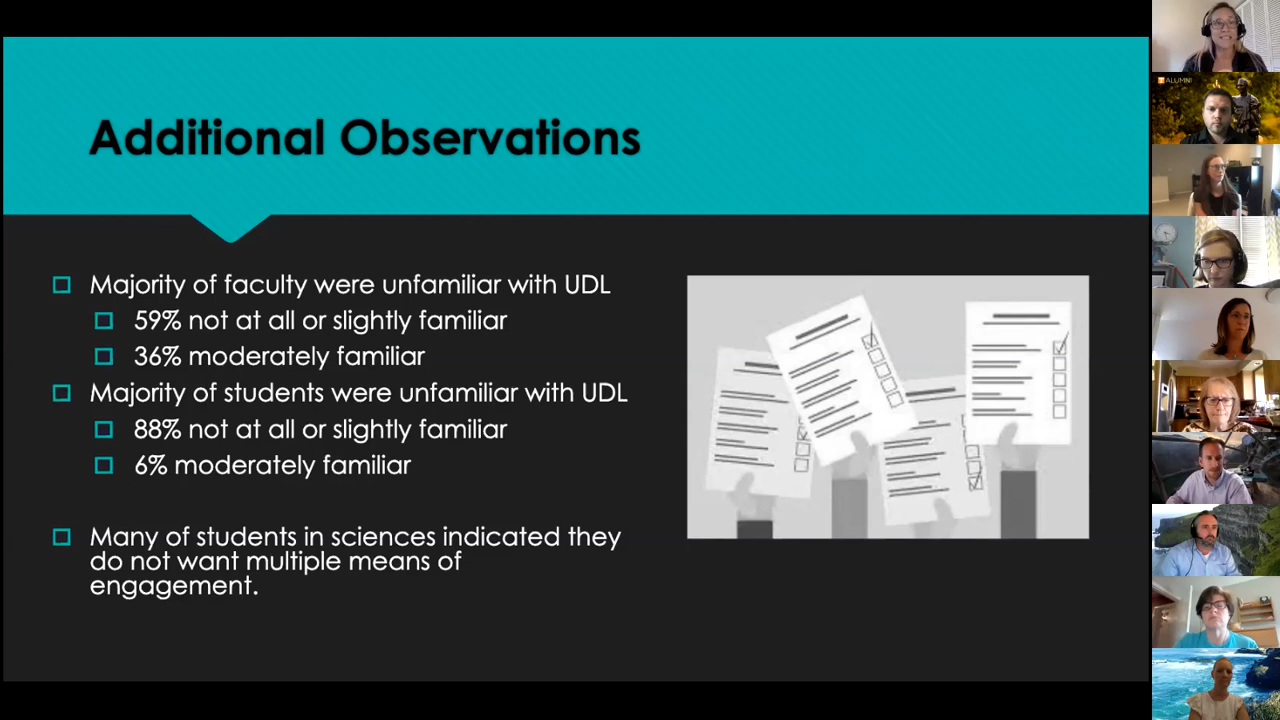 Additional Observations
Majority of faculty were unfamiliar with UDL
59% not at all or slightly familiar
36% moderately familiar
Majority of students were unfamiliar with UDL
88% not at all or slightly familiar
6% moderately familiar
Many of students in sciences indicated they
do not want multiple means of
engagement.
T ALUMNI